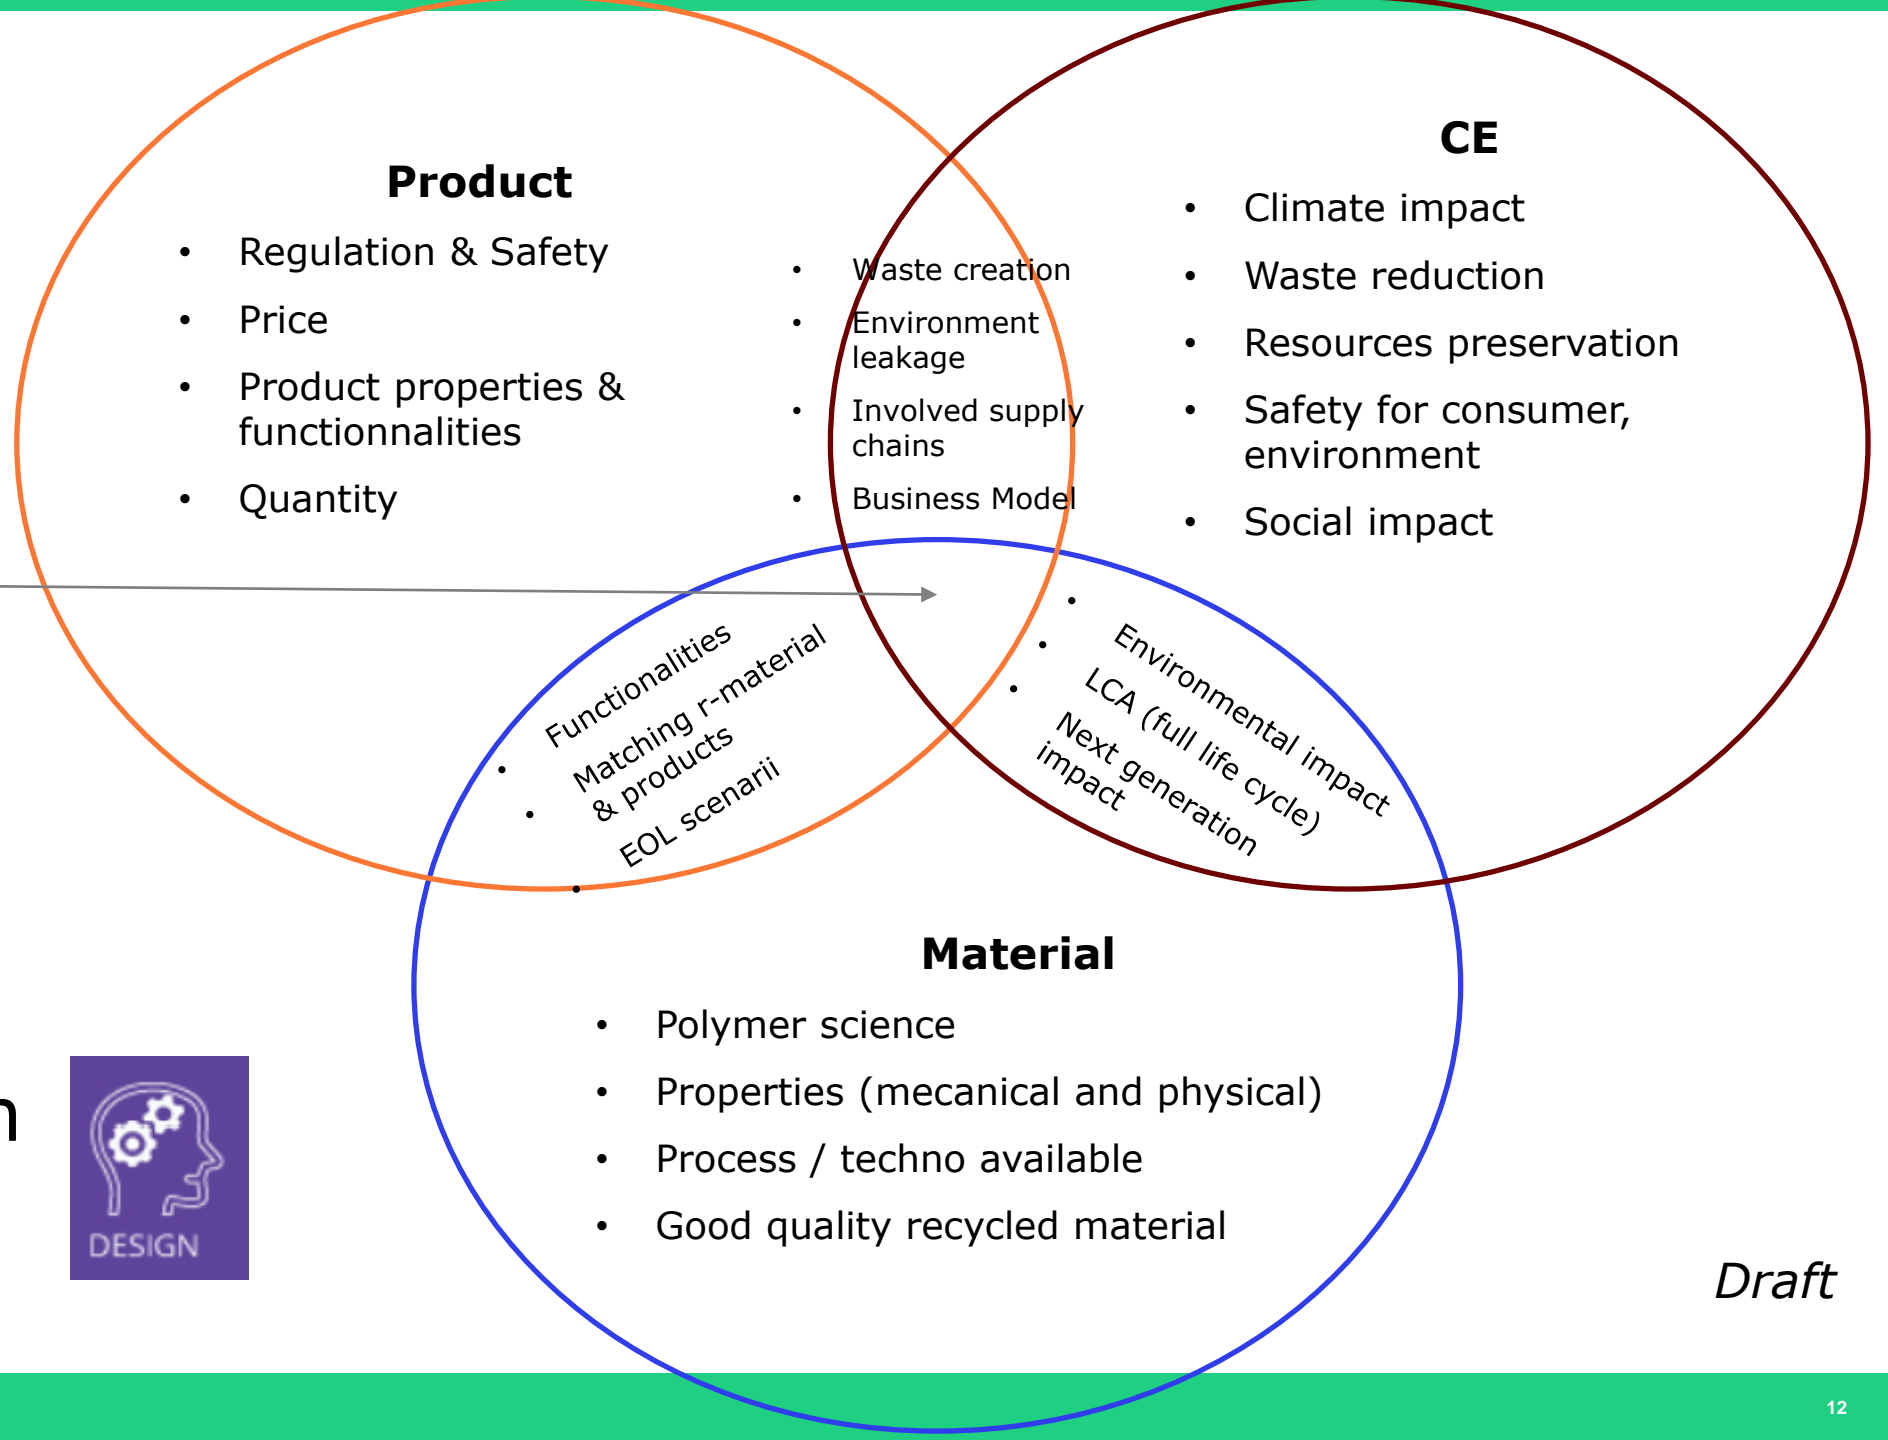 Product
• Regulation & Safety
• Price
• Product properties &
functionnalities
• Quantity
• Waste creation
• Environment
leakage
• Involved supply
chains
• Business Model
CE
• Climate impact
• Waste reduction
• Resources preservation
• Safety for consumer,
environment
• Social impact
• Functionalities
• Matching r-material
& products
• EOL scenarii
• Environmental impact
• LCA (full life cycle)
• Next generation
impact
Material
• Polymer science
• Properties (mecanical and physical)
• Process / techno available
• Good quality recycled material
n
DESIGN
Draft
12